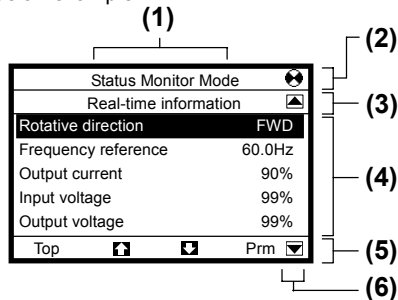 (1)
Status Monitor Mode
(2)
Real-time information
(3)
Rotative direction FWD
Frequency reference 60.0Hz
Output current 90%
(4)
Input voltage 99%
Output voltage 99%
Top Prm
(5)
(6)